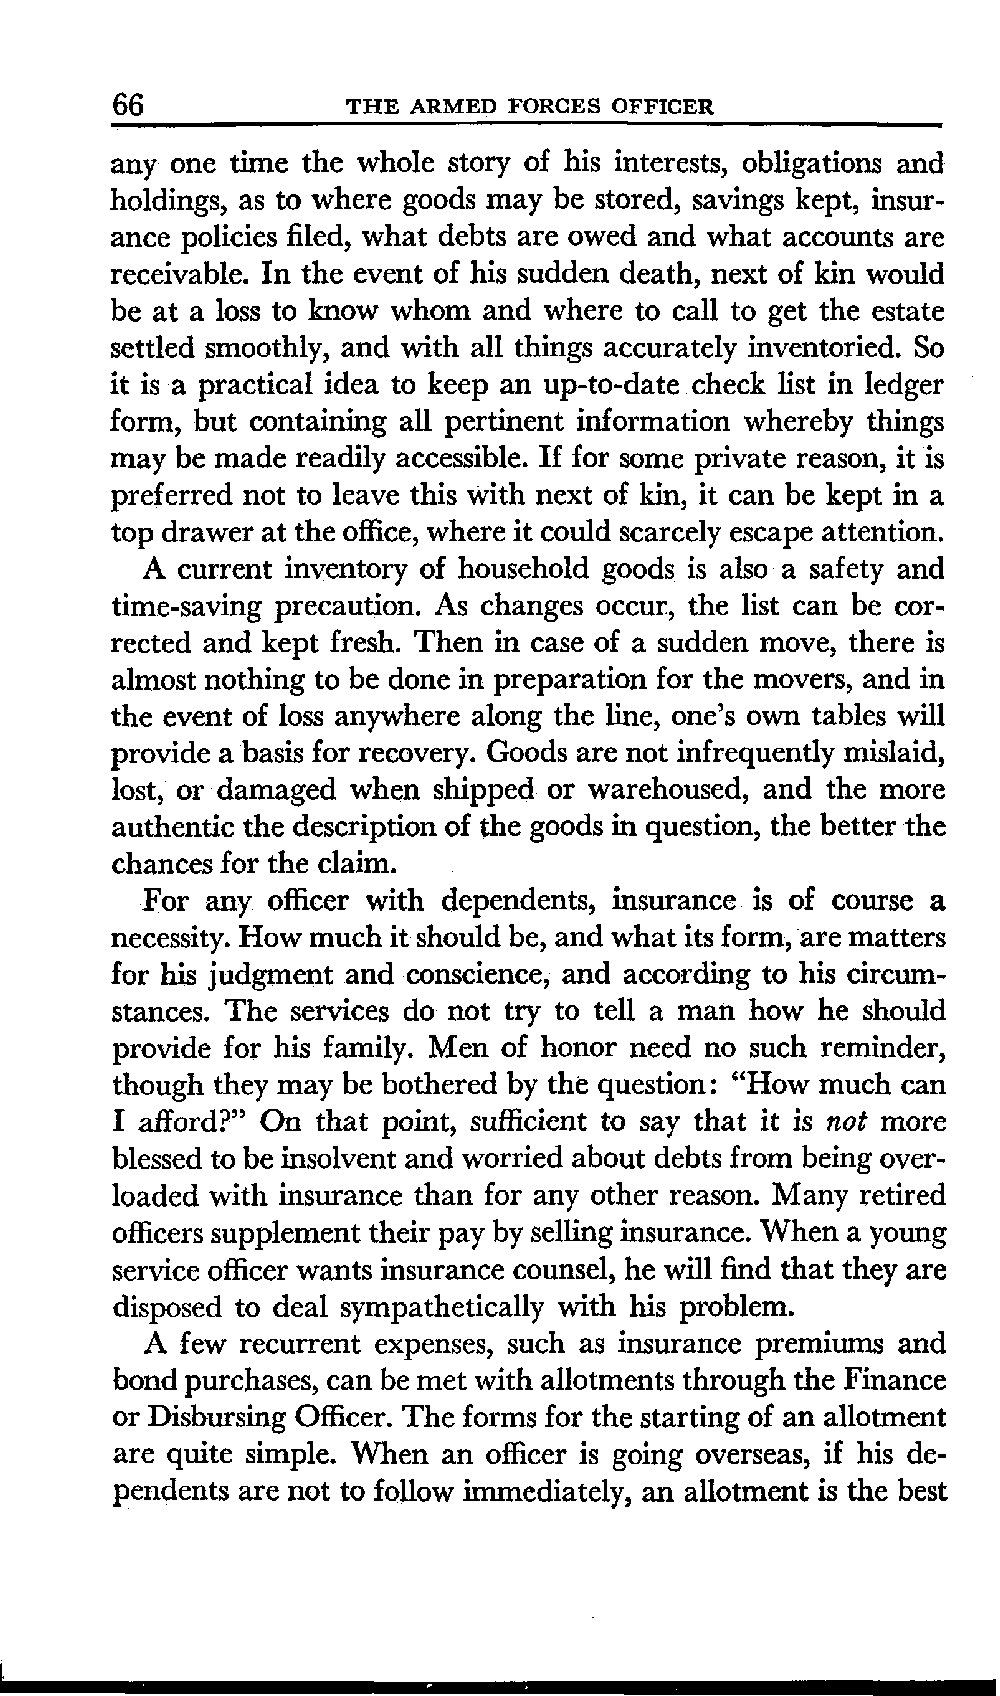 66 THE ARMED FORCES OFFICER
any one time the whole story of his interests, obligations and
holdings, as to where goods may be stored, savings kept, insur-
ance policies filed, what debts are owed and what accounts are
receivable. In the event of his sudden death, next of kin would
be at a loss to know whom and where to call to get the estate
settled smoothly, and with all things accurately inventoried. So
it is a practical idea to keep an up-to-date check list in ledger
form, but containing all pertinent information whereby things
may be made readily accessible. If for some private reason, it is
preferred not to leave this with next of kin, it can be kept in a
top drawer at the office, where it could scarcely escape attention.
A current inventory of household goods is also a safety and
time-saving precaution. As changes occur, the list can be cor-
rected and kept fresh. Then in case of a sudden move, there is
almost nothing to be done in preparation for the movers, and in
the event of loss anywhere along the line, one's own tables will
provide a basis for recovery. Goods are not infrequently mislaid,
lost, or damaged when shipped or warehoused, and the more
authentic the description of the goods in question, the better the
chances for the claim.
For any officer with dependents, insurance is of course a
necessity. How much it should be, and what its form, are matters
for his judgment and conscience, and according to his circum-
stances. The services do not try to tell a man how he should
provide for his family. Men of honor need no such reminder,
though they may be bothered by the question: “How much can
I afford?” On that point, sufficient to say that it is not more
blessed to be insolvent and worried about debts from being over-
loaded with insurance than for any other reason. Many retired
officers supplement their pay by selling insurance. When a young
service officer wants insurance counsel, he will find that they are
disposed to deal sympathetically with his problem.
A few recurrent expenses, such as insurance premiums and
bond purchases, can be met with allotments through the Finance
or Disbursing Officer. The forms for the starting of an allotment
are quite simple. When an officer is going overseas, if his de-
pendents are not to follow immediately, an allotment is the best